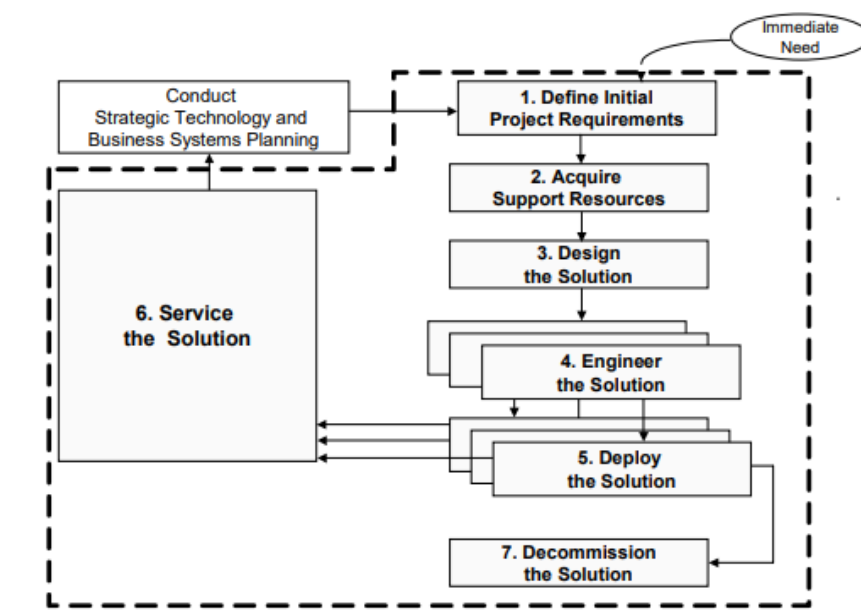 Immediate
Need
Conduct
Strategic Technology and
Business Systems Planning
1. Define Initial
Project Requirements
2. Acquire
Support Resources
3. Design
the Solution
6. Service
the Solution
4. Engineer
the Solution
5. Deploy
the Solution
7. Decommission
the Solution